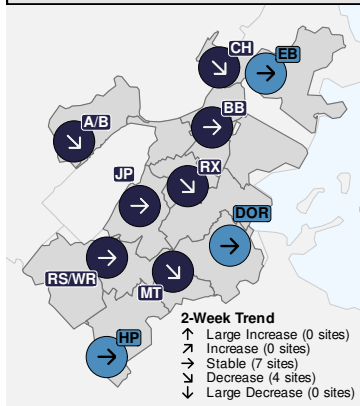 CH
EB
BB
A/B
RX
JP
DOR
RS/WR
MT
HP
2-Week Trend
↑ Large Increase (0 sites)
↗ Increase (0 sites)
→ Stable (7 sites)
↘ Decrease (4 sites)
↓ Large Decrease (0 sites)